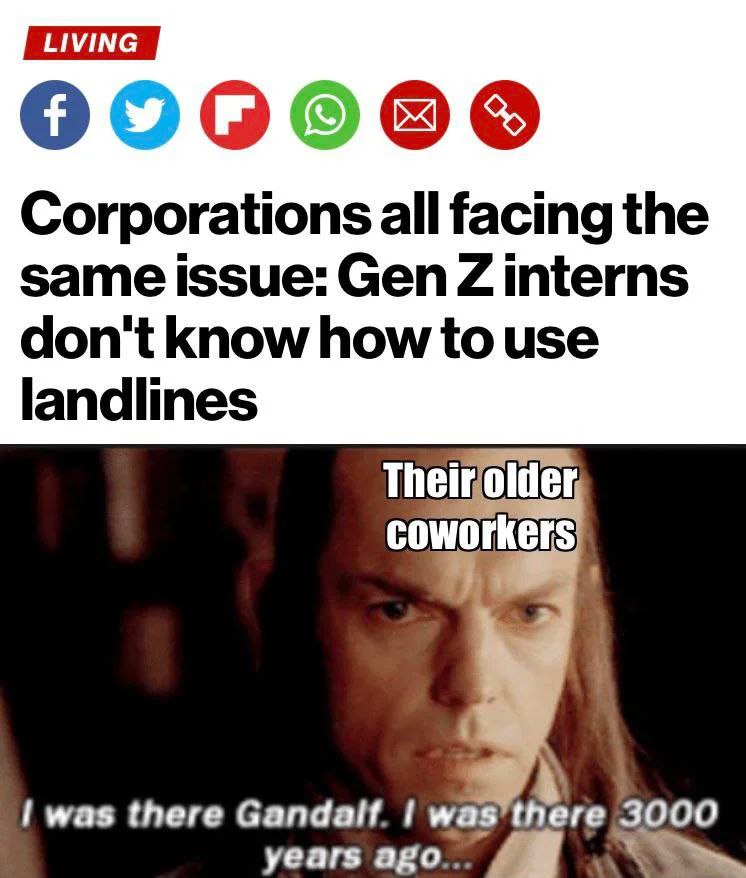 LIVING
Corporations all facing the
same issue: Gen Z interns
don't know how to use
landlines
Their older
coworkers
I was there Gandalf. I was there 3000
years ago...